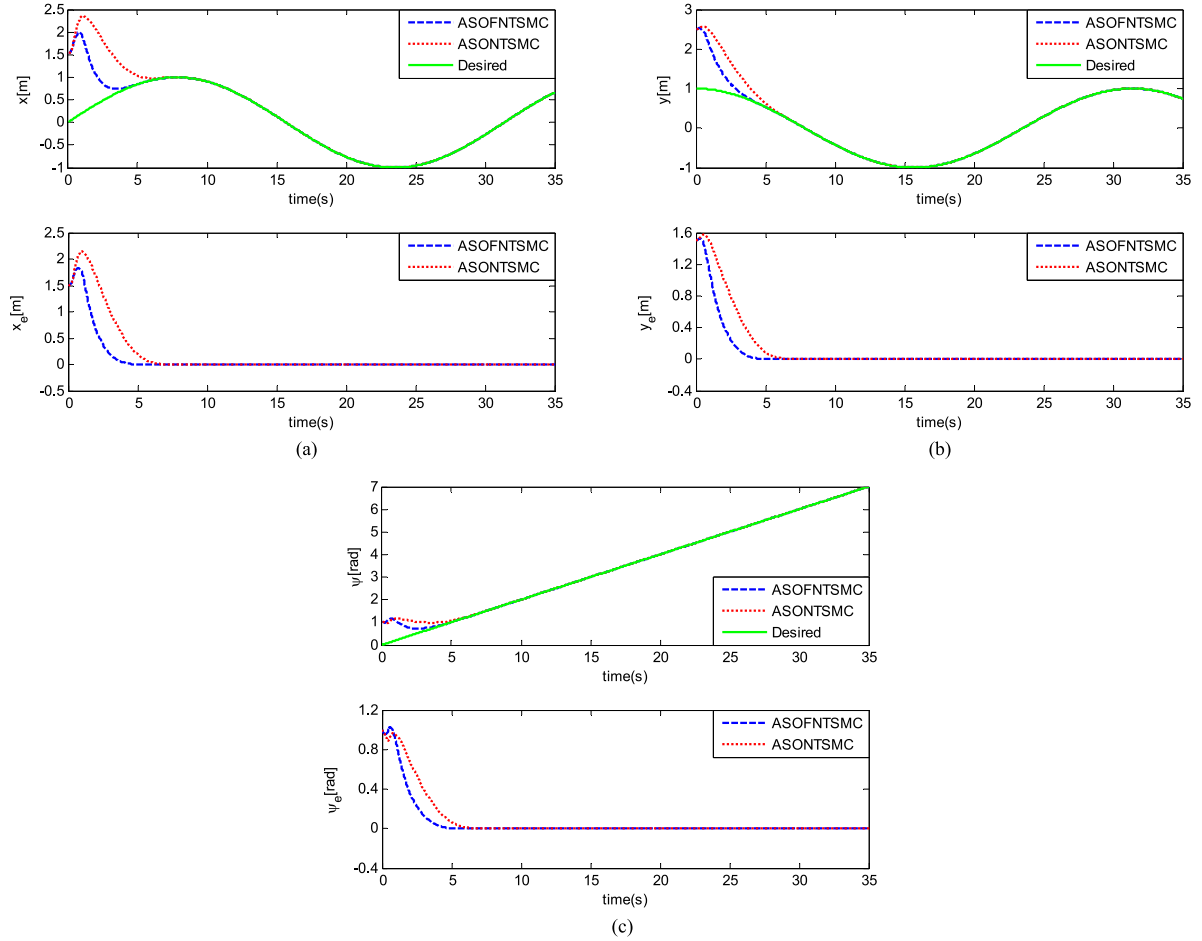 2.5
2
1.5
1
0.5
0
-0.5
-1
x[m]
0 5 10 15 20 25 30 35
time(s)
ASOFNTSMC
ASONTSMC
Desired
2.5
2
1.5
1
0.5
0
-0.5
x_e[m]
0 5 10 15 20 25 30 35
time(s)
ASOFNTSMC
ASONTSMC
(a)
3
2
1
0
-1
y[m]
0 5 10 15 20 25 30 35
time(s)
ASOFNTSMC
ASONTSMC
Desired
1.6
1.2
0.8
0.4
0
-0.4
y_e[m]
0 5 10 15 20 25 30 35
time(s)
ASOFNTSMC
ASONTSMC
(b)
7
6
5
4
3
2
1
0
ψ[rad]
0 5 10 15 20 25 30 35
time(s)
ASOFNTSMC
ASONTSMC
Desired
1.2
0.8
0.4
0
-0.4
ψ_e[rad]
0 5 10 15 20 25 30 35
time(s)
ASOFNTSMC
ASONTSMC
(c)